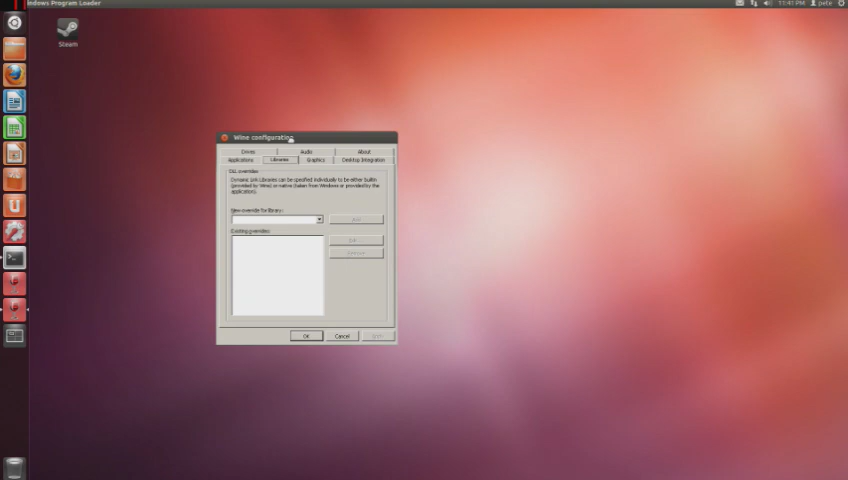 indows Program Loader
11:41 PM pete
Steam
Wine configuration
Drives Audio About
Applications Libraries Graphics Desktop Integration
DLL overrides
Dynamic Link Libraries can be specified individually to be either builtin
(provided by Wine) or native (taken from Windows or provided by the
application).
New override for library:
Add
Existing overrides:
Edit
Remove
OK Cancel Apply